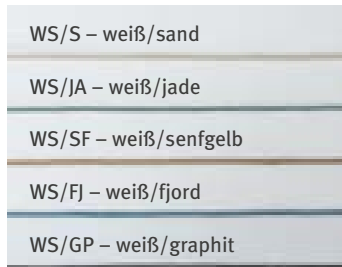 WS/S – weiß/sand
WS/JA – weiß/jade
WS/SF – weiß/senfgelb
WS/FJ – weiß/fjord
WS/GP – weiß/graphit